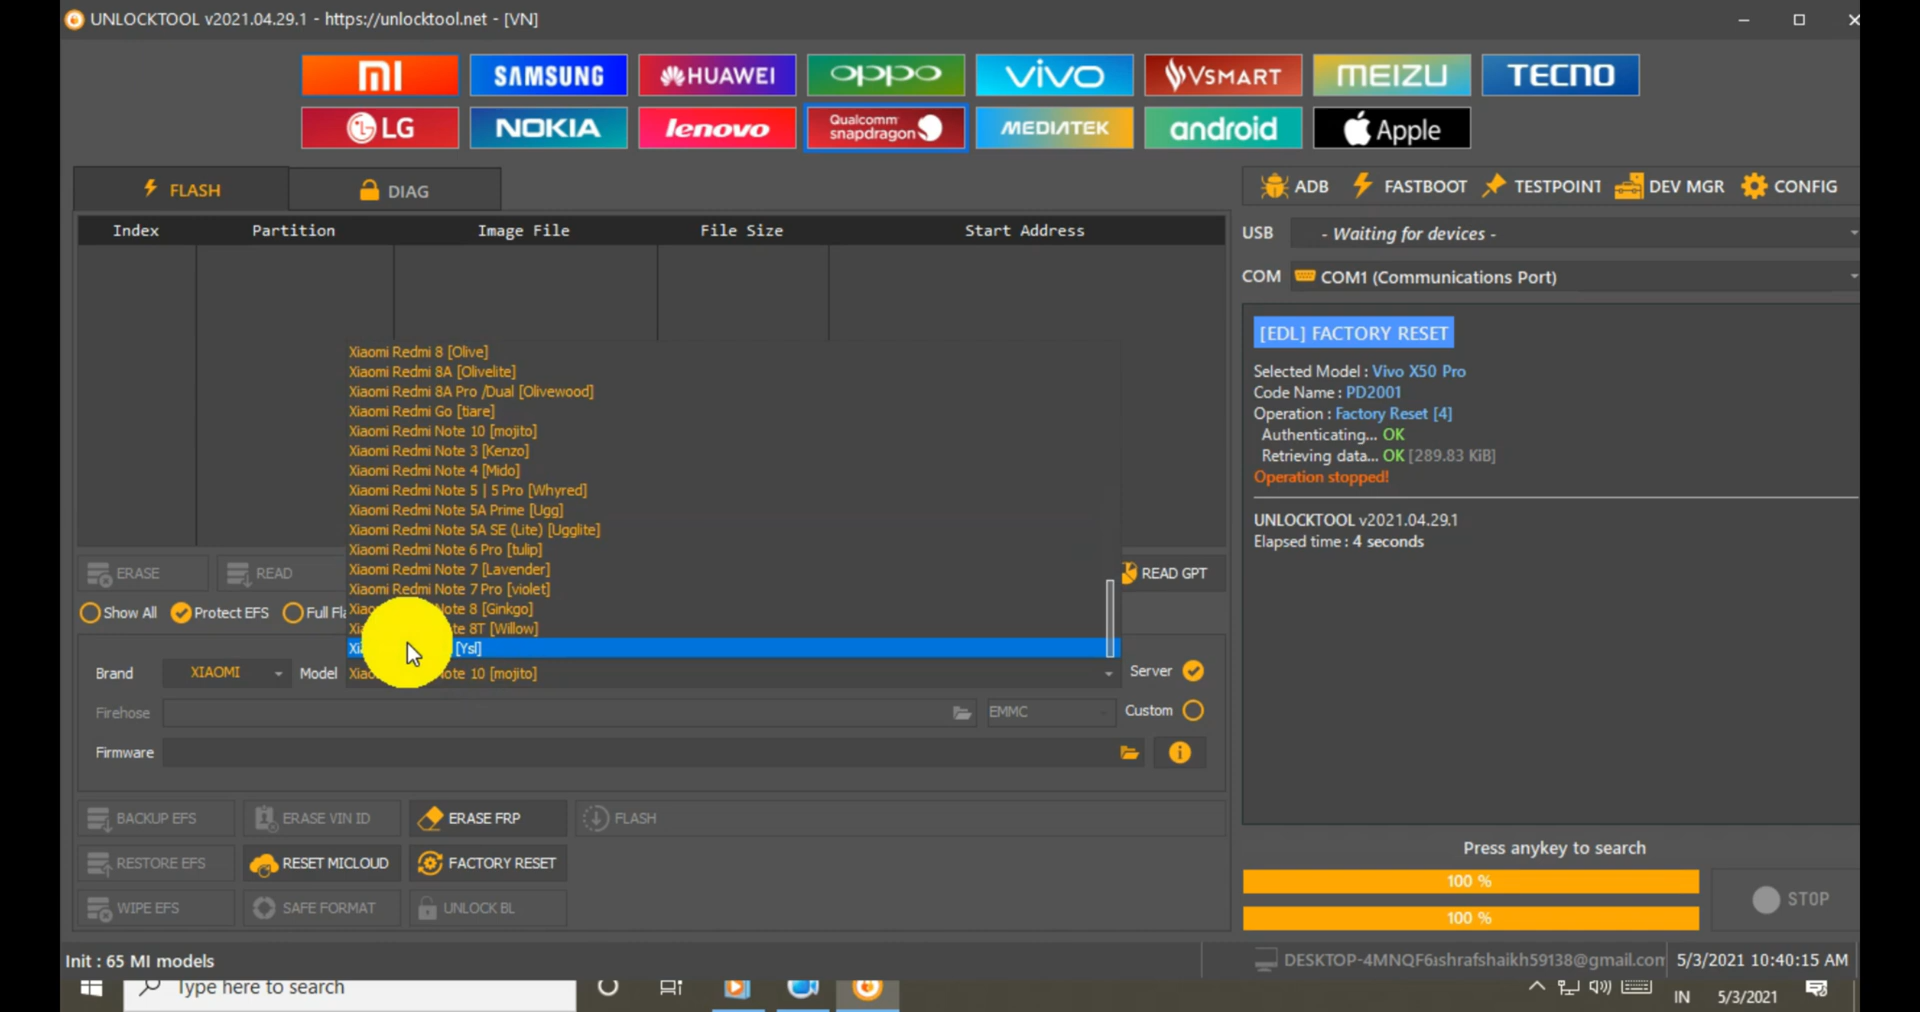 UNLOCKTOOL v2021.04.29.1 - https://unlocktool.net - [VN]
MI SAMSUNG HUAWEI oppo vivo VSMART MEIZU TECNO
LG NOKIA lenovo Qualcomm snapdragon MEDIATEK android Apple
FLASH DIAG
ADB FASTBOOT TESTPOINT DEV MGR CONFIG
Index Partition Image File File Size Start Address
USB - Waiting for devices -
COM COM1 (Communications Port)
[EDL] FACTORY RESET
Selected Model : Vivo X50 Pro
Code Name : PD2001
Operation : Factory Reset [4]
Authenticating... OK
Retrieving data... OK [289.83 KiB]
Operation stopped!
UNLOCKTOOL v2021.04.29.1
Elapsed time : 4 seconds
Xiaomi Redmi 8 [Olive]
Xiaomi Redmi 8A [Olivelite]
Xiaomi Redmi 8A Pro /Dual [Olivewood]
Xiaomi Redmi Go [tiare]
Xiaomi Redmi Note 10 [mojito]
Xiaomi Redmi Note 3 [Kenzo]
Xiaomi Redmi Note 4 [Mido]
Xiaomi Redmi Note 5 | 5 Pro [Whyred]
Xiaomi Redmi Note 5A Prime [Ugg]
Xiaomi Redmi Note 5A SE (Lite) [Ugglite]
Xiaomi Redmi Note 6 Pro [tulip]
Xiaomi Redmi Note 7 [Lavender]
Xiaomi Redmi Note 7 Pro [violet]
8 [Ginkgo]
8T [Willow]
[Ysl]
ERASE READ READ GPT
Show All Protect EFS Full
Brand XIAOMI Model 10 [mojito] Server
Firehose EMMC Custom
Firmware
BACKUP EFS ERASE VIN ID ERASE FRP FLASH
RESTORE EFS RESET MICLOUD FACTORY RESET
WIPE EFS SAFE FORMAT UNLOCK BL
Press anykey to search
100 %
100 %
STOP
Init : 65 MI models
5/3/2021 10:40:15 AM
Type here to search
IN 5/3/2021